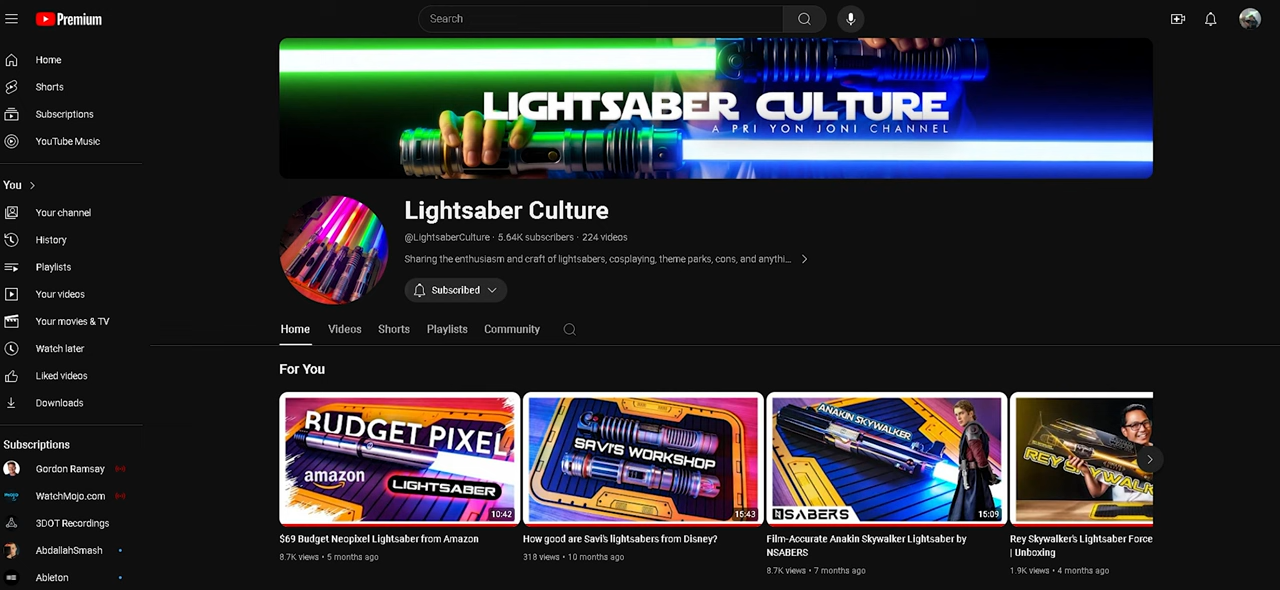 Premium
Search
Home
Shorts
Subscriptions
YouTube Music
You
Your channel
History
Playlists
Your videos
Your movies & TV
Watch later
Liked videos
Downloads
Subscriptions
Gordon Ramsay
WatchMojo.com
3DOT Recordings
AbdallahSmash
Ableton
LIGHTSABER CULTURE
A PRI YON JONI CHANNEL
Lightsaber Culture
@LightsaberCulture · 5.64K subscribers · 224 videos
Sharing the enthusiasm and craft of lightsabers, cosplaying, theme parks, cons, and anythi...
Subscribed
Home Videos Shorts Playlists Community
For You
BUDGET PIXEL
amazon
LIGHTSABER
10:42
$69 Budget Neopixel Lightsaber from Amazon
8.7K views • 5 months ago
SAVI'S WORKSHOP
15:43
How good are Savi's lightsabers from Disney?
318 views • 10 months ago
ANAKIN SKYWALKER
NSABERS
15:09
Film-Accurate Anakin Skywalker Lightsaber by
NSABERS
8.7K views • 7 months ago
REY SKYWALK
Rey Skywalker's Lightsaber Force
| Unboxing
1.9K views • 4 months ago